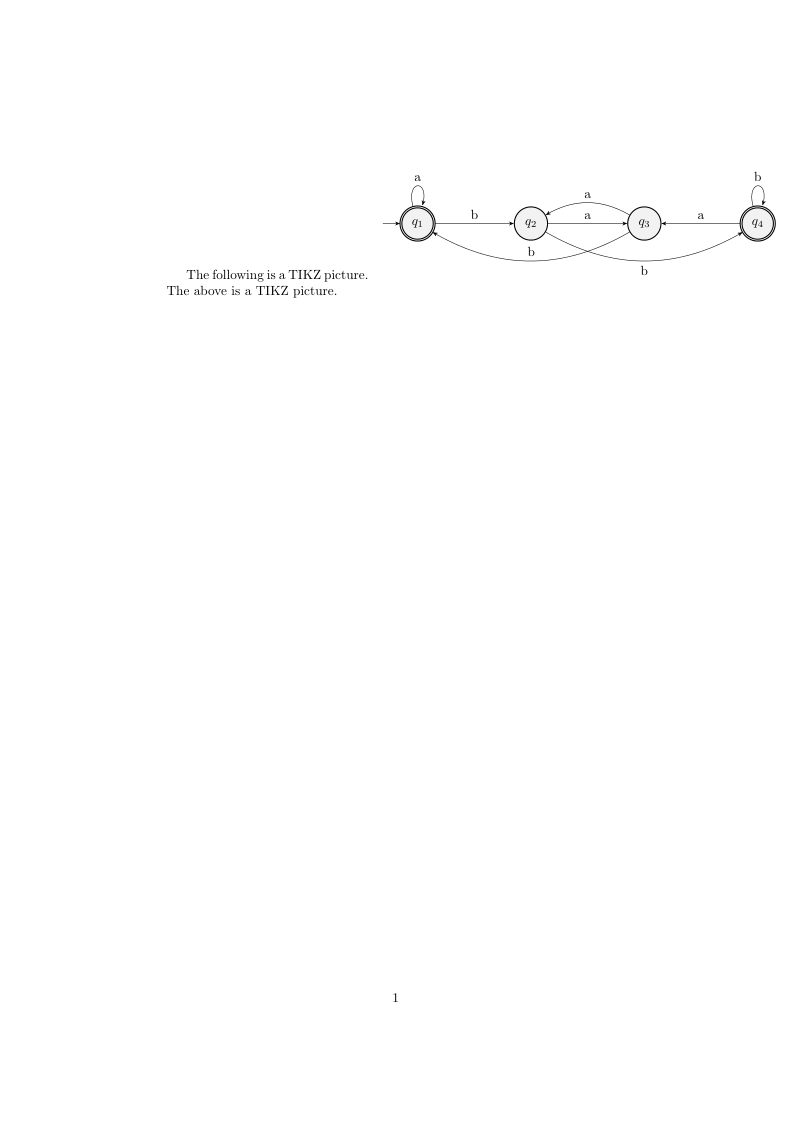 a b
a
b a a
q1 q2 q3 q4
b
b
The following is a TIKZ picture.
The above is a TIKZ picture.
1